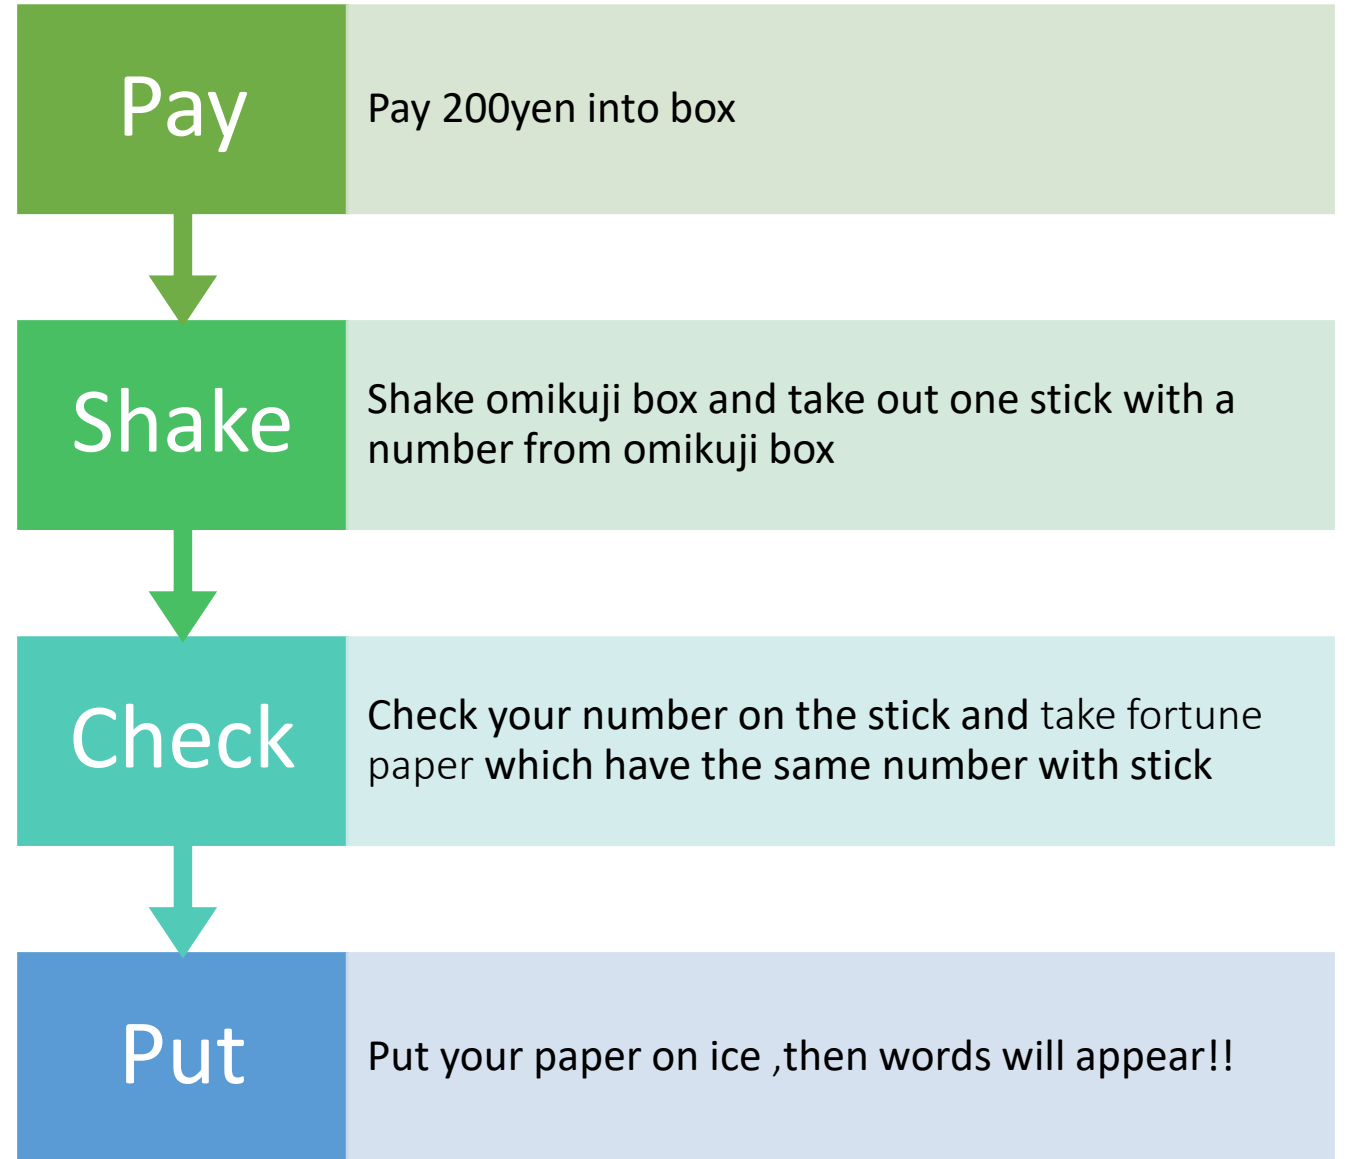 Pay
Pay 200yen into box
Shake
Shake omikuji box and take out one stick with a
number from omikuji box
Check
Check your number on the stick and take fortune
paper which have the same number with stick
Put
Put your paper on ice ,then words will appear!!